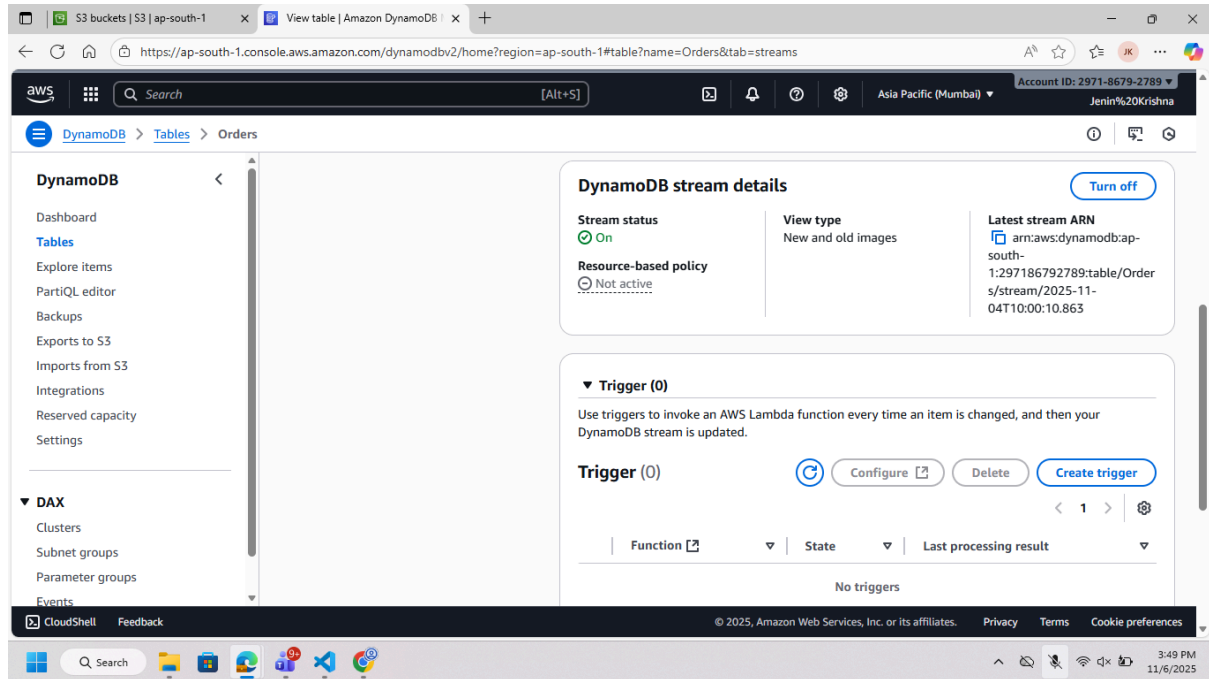 S3 buckets | S3 | ap-south-1
View table | Amazon DynamoDB
https://ap-south-1.console.aws.amazon.com/dynamodbv2/home?region=ap-south-1#table?name=Orders&tab=streams
JK
aws
Search
[Alt+S]
Asia Pacific (Mumbai)
Account ID: 2971-8679-2789
Jenin%20Krishna
DynamoDB > Tables > Orders
DynamoDB
Dashboard
Tables
Explore items
PartiQL editor
Backups
Exports to S3
Imports from S3
Integrations
Reserved capacity
Settings
DAX
Clusters
Subnet groups
Parameter groups
Events
DynamoDB stream details
Turn off
Stream status
On
Resource-based policy
Not active
View type
New and old images
Latest stream ARN
arn:aws:dynamodb:ap-
south-
1:297186792789:table/Order
s/stream/2025-11-
04T10:00:10.863
Trigger (0)
Use triggers to invoke an AWS Lambda function every time an item is changed, and then your
DynamoDB stream is updated.
Trigger (0)
Configure
Delete
Create trigger
1
Function
State
Last processing result
No triggers
CloudShell
Feedback
© 2025, Amazon Web Services, Inc. or its affiliates.
Privacy
Terms
Cookie preferences
Search
9+
3:49 PM
11/6/2025